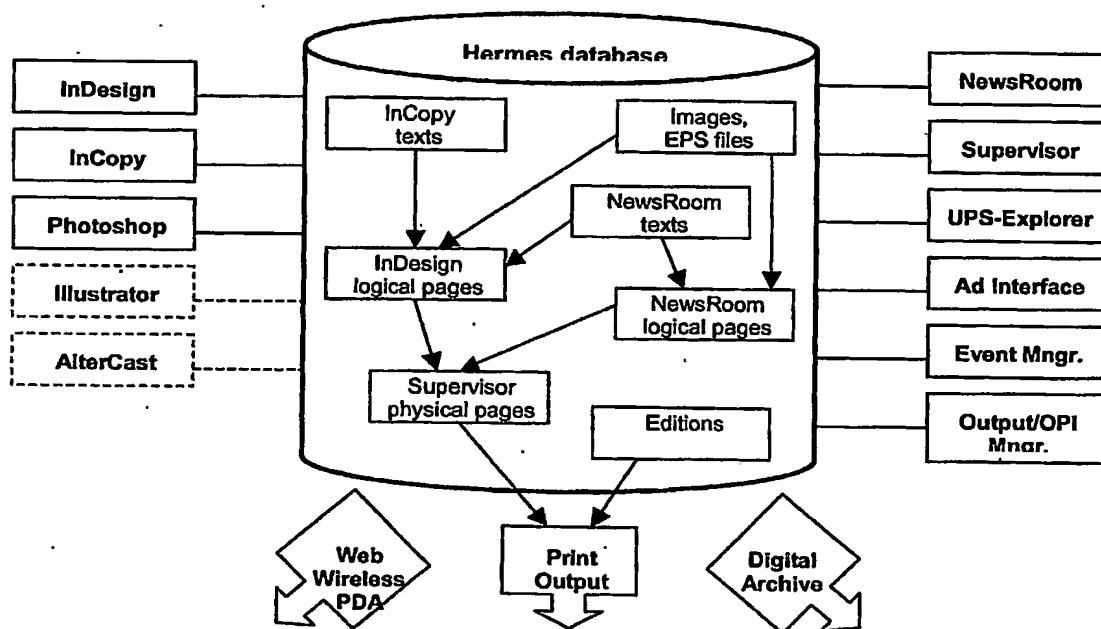 Hermes database
InDesign
InCopy
Photoshop
Illustrator
AlterCast
InCopy
texts
Images,
EPS files
NewsRoom
texts
InDesign
logical pages
NewsRoom
logical pages
Supervisor
physical pages
Editions
NewsRoom
Supervisor
UPS-Explorer
Ad Interface
Event Mngr.
Output/OPI
Mngr.
Web
Wireless
PDA
Print
Output
Digital
Archive